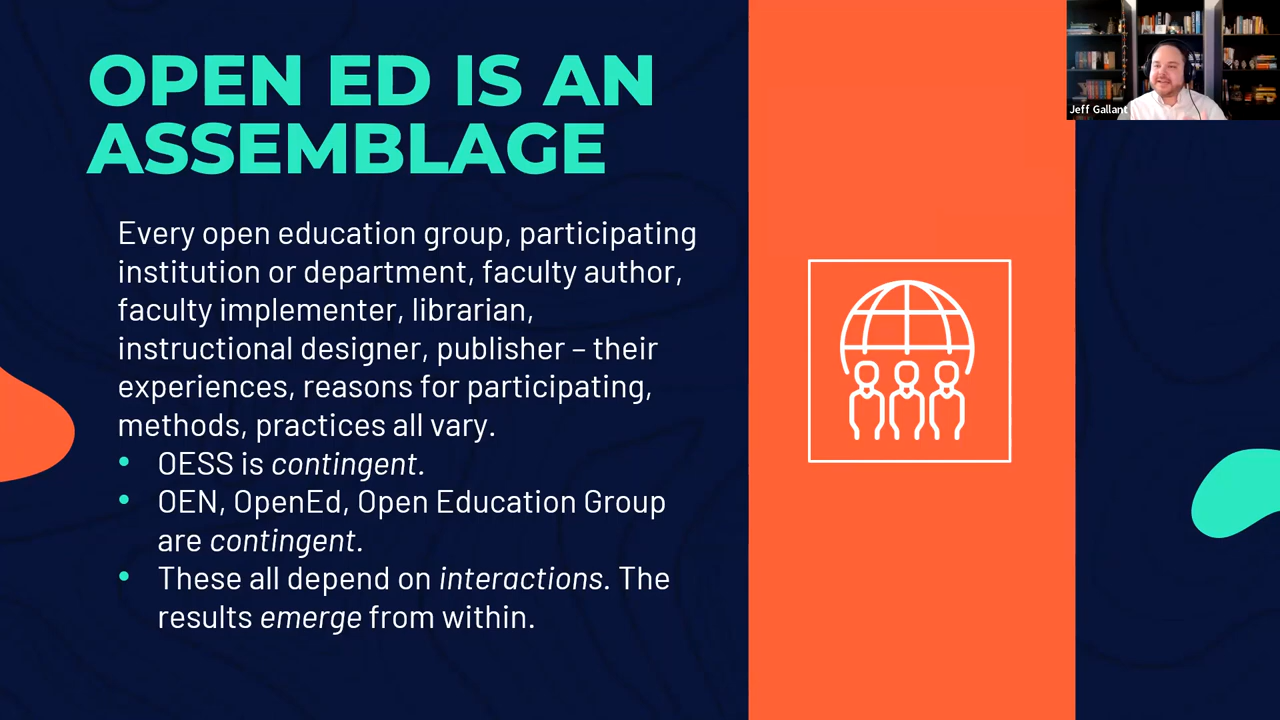 OPEN ED IS AN
ASSEMBLAGE
Every open education group, participating
institution or department, faculty author,
faculty implementer, librarian,
instructional designer, publisher – their
experiences, reasons for participating,
methods, practices all vary.
• OESS is contingent.
• OEN, OpenEd, Open Education Group
are contingent.
• These all depend on interactions. The
results emerge from within.
Jeff Gallant